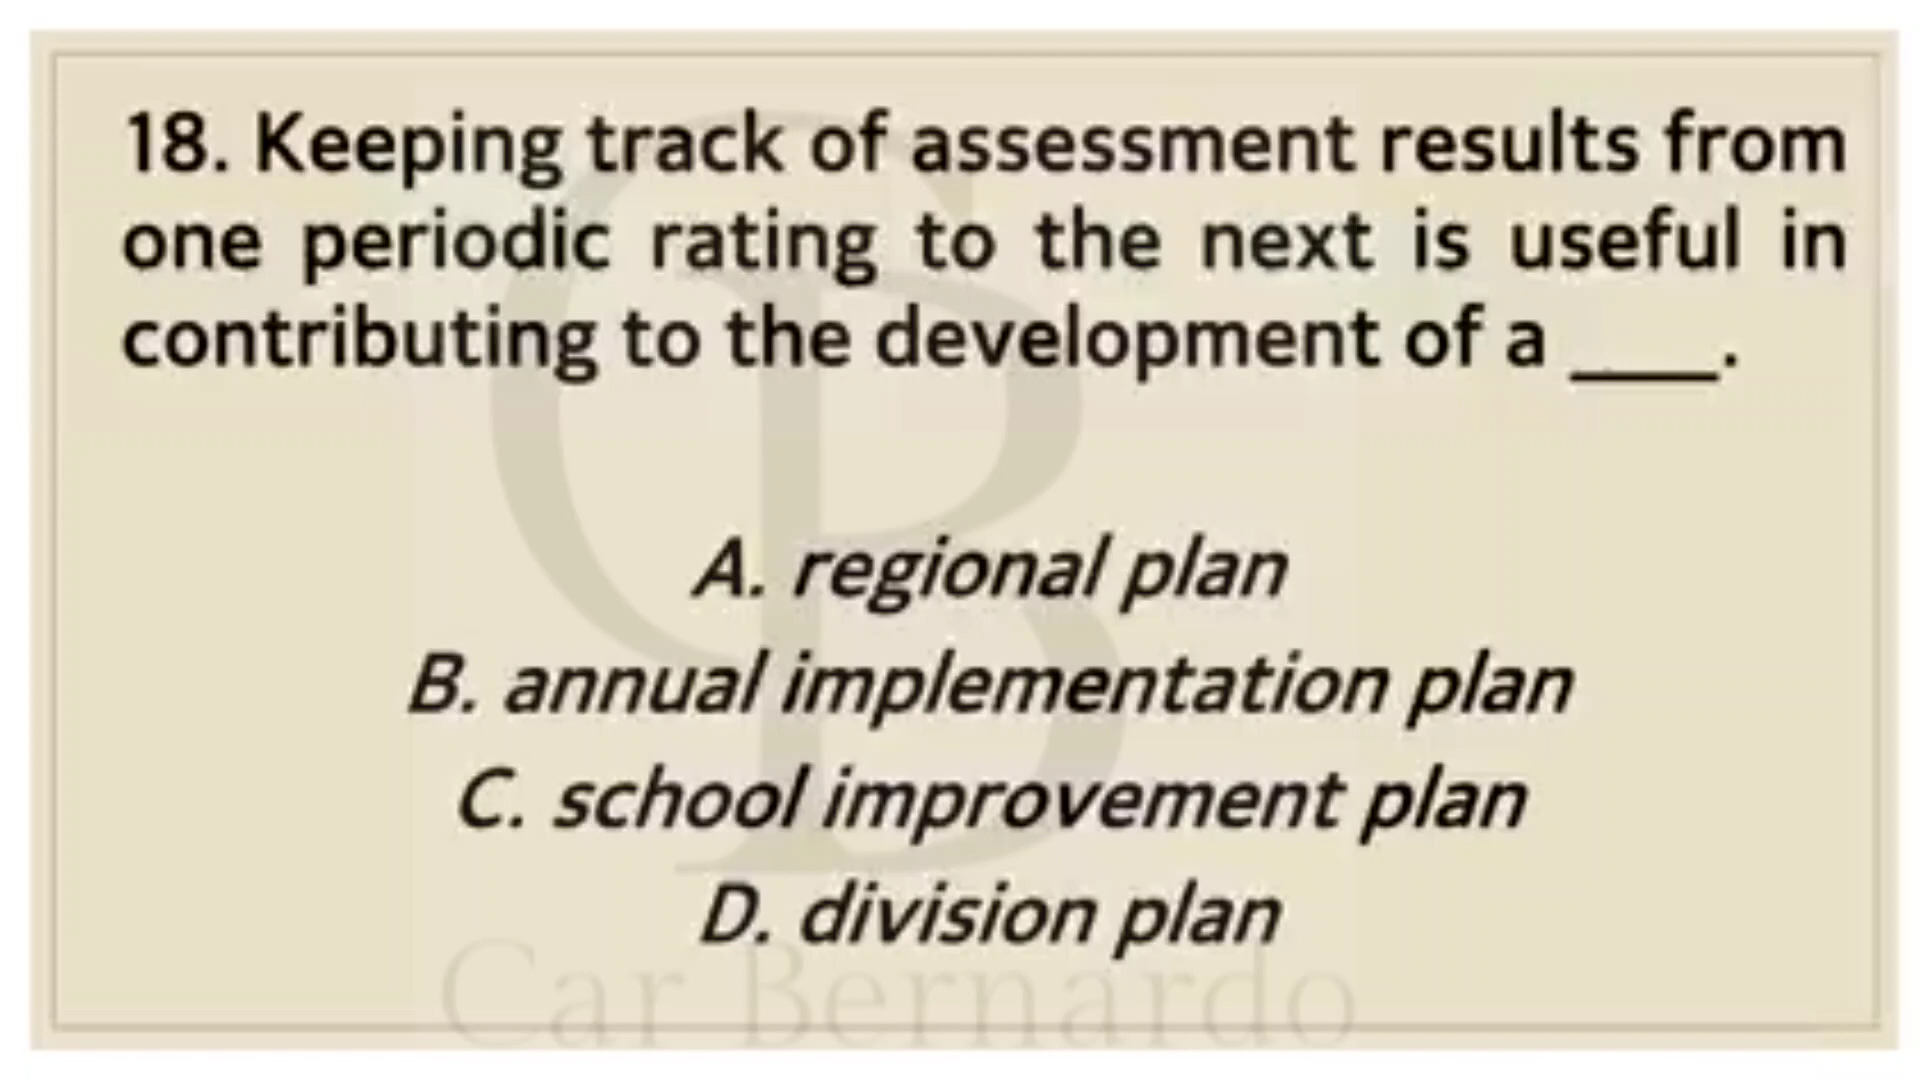 18. Keeping track of assessment results from
one periodic rating to the next is useful in
contributing to the development of a ____.
A. regional plan
B. annual implementation plan
C. school improvement plan
D. division plan
Car Bernardo